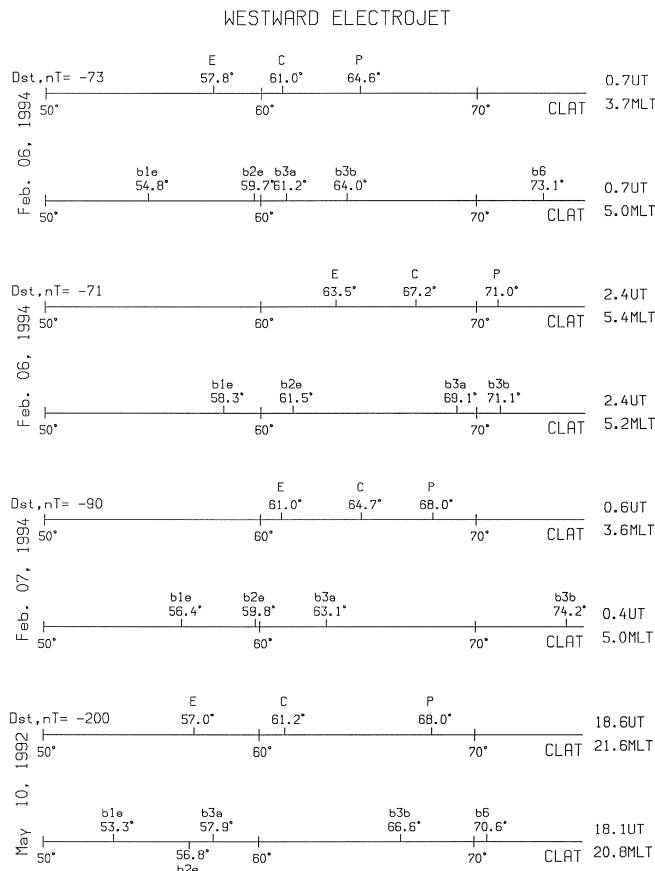 WESTWARD ELECTROJET
E C P
Dst,nT= -73 57.8° 61.0° 64.6° 0.7UT
50° 60° 70° CLAT 3.7MLT
Feb. 06, 1994
b1e b2e b3a b3b b6
54.8° 59.7° 61.2° 64.0° 73.1° 0.7UT
50° 60° 70° CLAT 5.0MLT
E C P
Dst,nT= -71 63.5° 67.2° 71.0° 2.4UT
50° 60° 70° CLAT 5.4MLT
Feb. 06, 1994
b1e b2e b3a b3b
58.3° 61.5° 69.1° 71.1° 2.4UT
50° 60° 70° CLAT 5.2MLT
E C P
Dst,nT= -90 61.0° 64.7° 68.0° 0.6UT
50° 60° 70° CLAT 3.6MLT
Feb. 07, 1994
b1e b2e b3a b3b
56.4° 59.8° 63.1° 74.2° 0.4UT
50° 60° 70° CLAT 5.0MLT
E C P
Dst,nT= -200 57.0° 61.2° 68.0° 18.6UT
50° 60° 70° CLAT 21.6MLT
May 10, 1992
b1e b3a b3b b6
53.3° 57.9° 66.6° 70.6° 18.1UT
50° 56.8° 60° 70° CLAT 20.8MLT
b2e